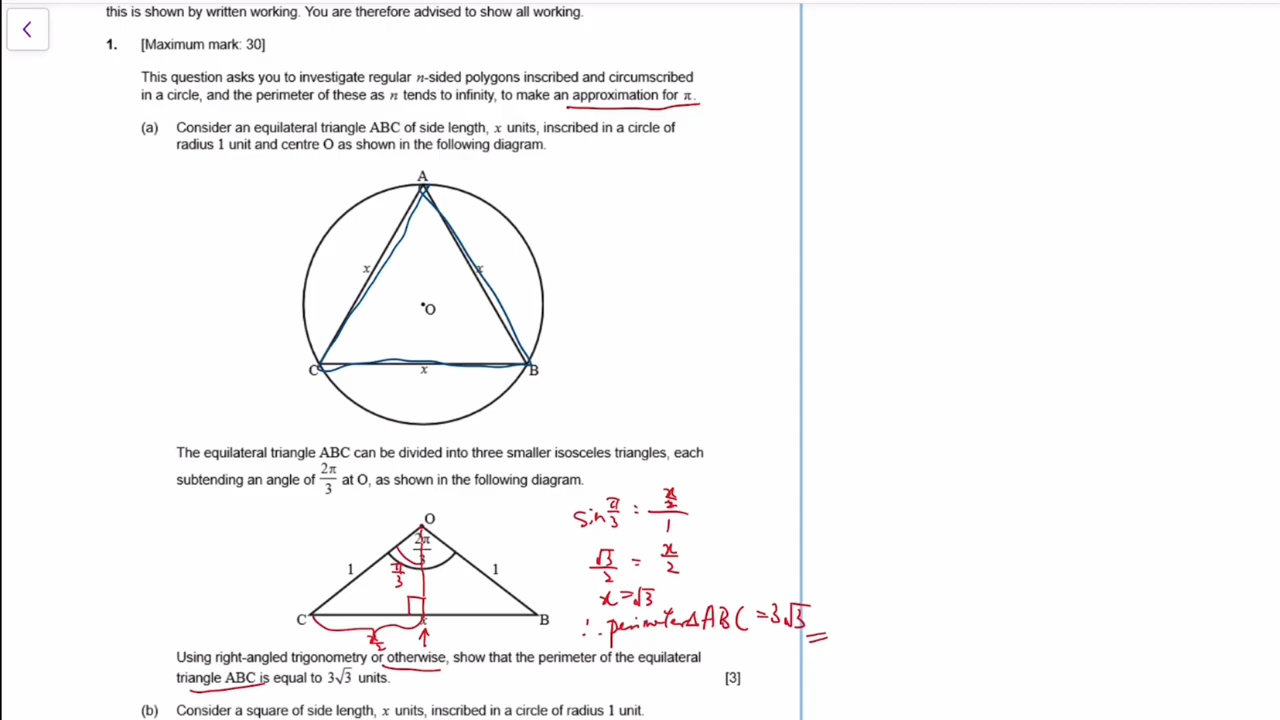 this is shown by written working. You are therefore advised to show all working.
1. [Maximum mark: 30]
This question asks you to investigate regular n-sided polygons inscribed and circumscribed
in a circle, and the perimeter of these as n tends to infinity, to make an approximation for π.
(a) Consider an equilateral triangle ABC of side length, x units, inscribed in a circle of
radius 1 unit and centre O as shown in the following diagram.
A
x x
O
C x B
The equilateral triangle ABC can be divided into three smaller isosceles triangles, each
subtending an angle of 2π/3 at O, as shown in the following diagram.
O
2π/3
π/3
1 1
C x B
x/2
sin π/3 = (x/2)/1
√3/2 = x/2
x = √3
∴ perimeter △ABC = 3√3
Using right-angled trigonometry or otherwise, show that the perimeter of the equilateral
triangle ABC is equal to 3√3 units. [3]
(b) Consider a square of side length, x units, inscribed in a circle of radius 1 unit.